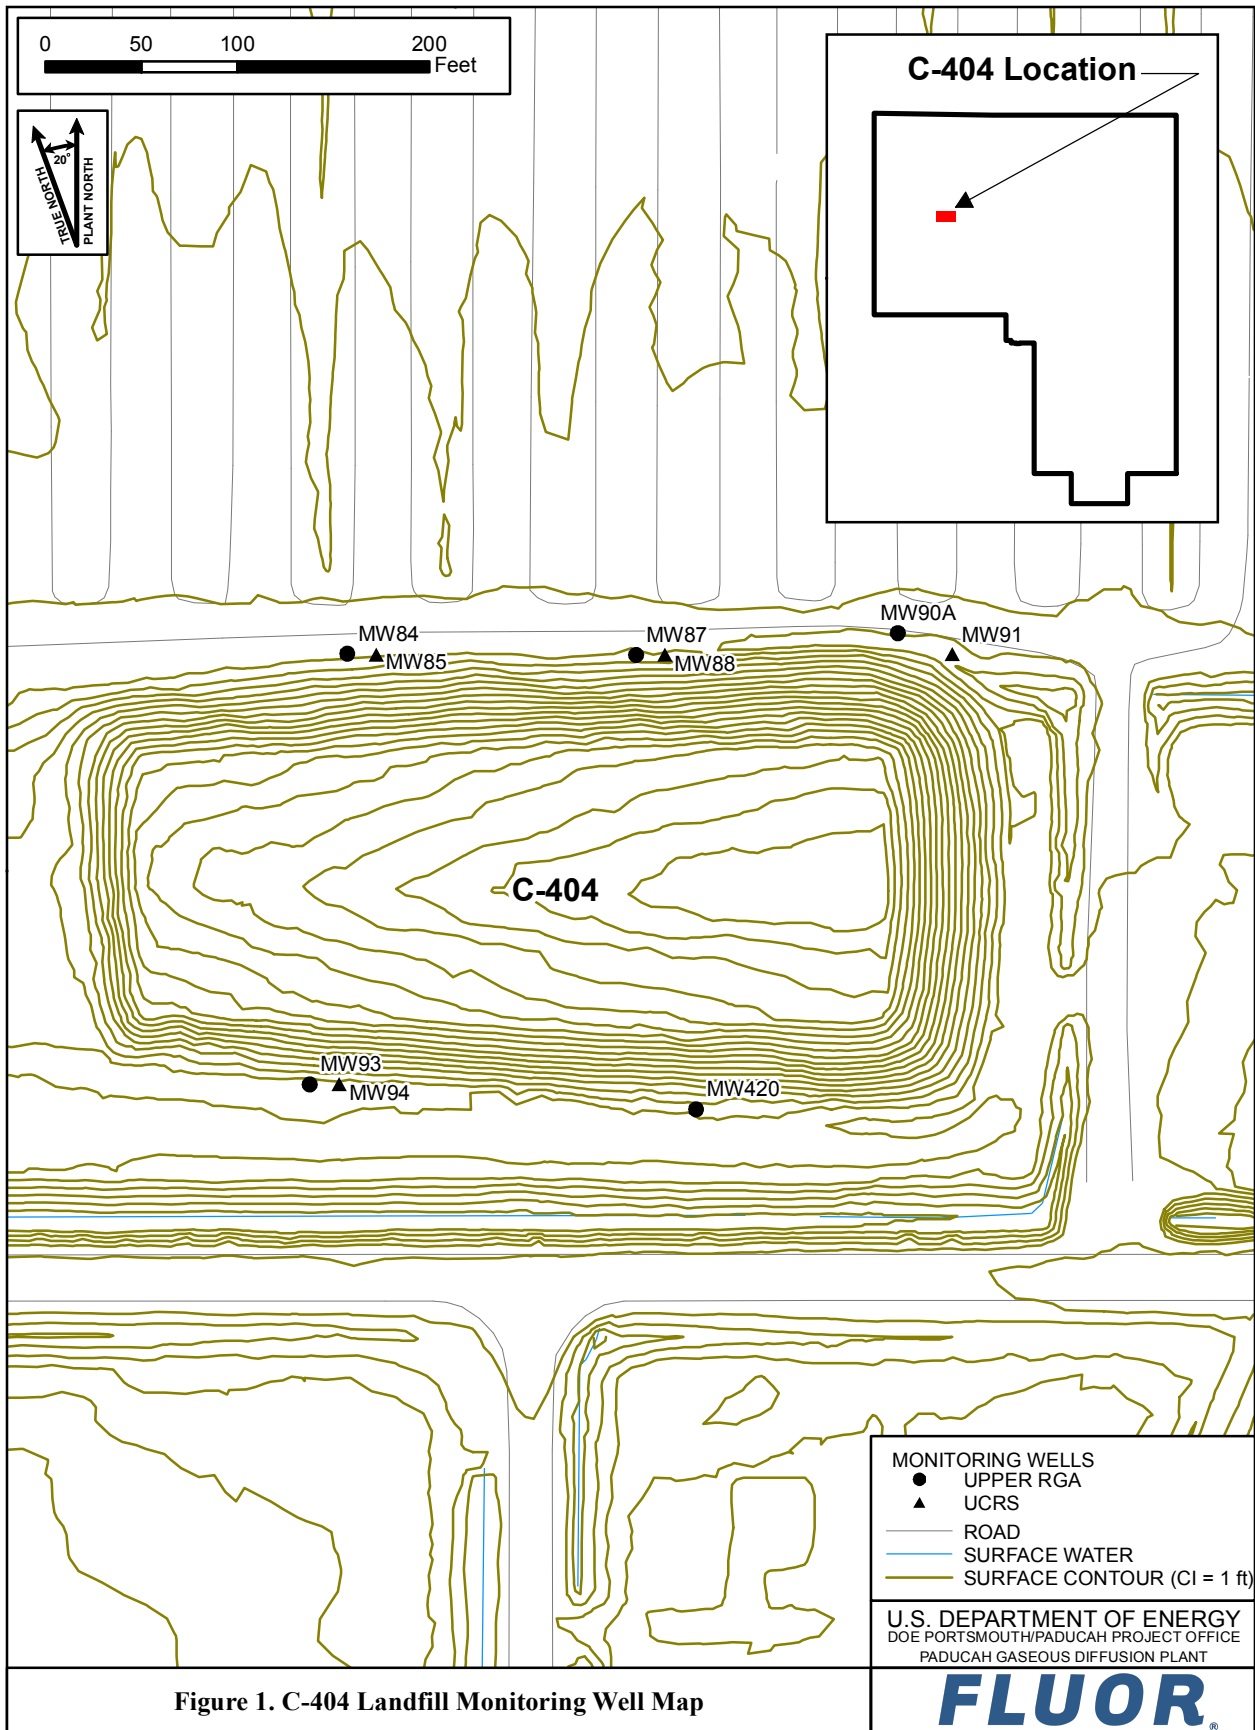 0 50 100 200
Feet
20°
TRUE NORTH
PLANT NORTH
C-404 Location
MW84
MW85
MW87
MW88
MW90A
MW91
C-404
MW93
MW94
MW420
MONITORING WELLS
UPPER RGA
UCRS
ROAD
SURFACE WATER
SURFACE CONTOUR (CI = 1 ft)
U.S. DEPARTMENT OF ENERGY
DOE PORTSMOUTH/PADUCAH PROJECT OFFICE
PADUCAH GASEOUS DIFFUSION PLANT
Figure 1. C-404 Landfill Monitoring Well Map
FLUOR®